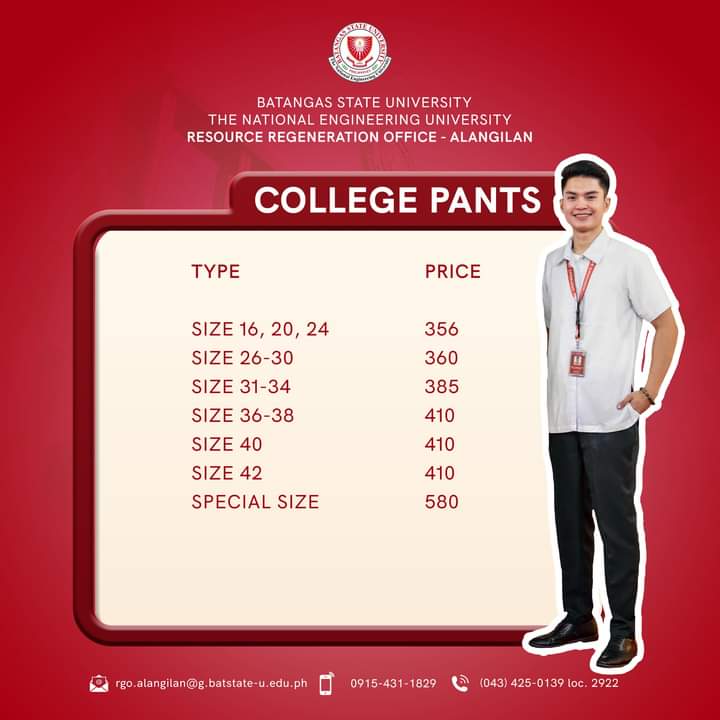 BATANGAS STATE UNIVERSITY
THE NATIONAL ENGINEERING UNIVERSITY
RESOURCE REGENERATION OFFICE - ALANGILAN
COLLEGE PANTS
TYPE PRICE
SIZE 16, 20, 24 356
SIZE 26-30 360
SIZE 31-34 385
SIZE 36-38 410
SIZE 40 410
SIZE 42 410
SPECIAL SIZE 580
rgo.alangilan@g.batstate-u.edu.ph 0915-431-1829 (043) 425-0139 loc. 2922